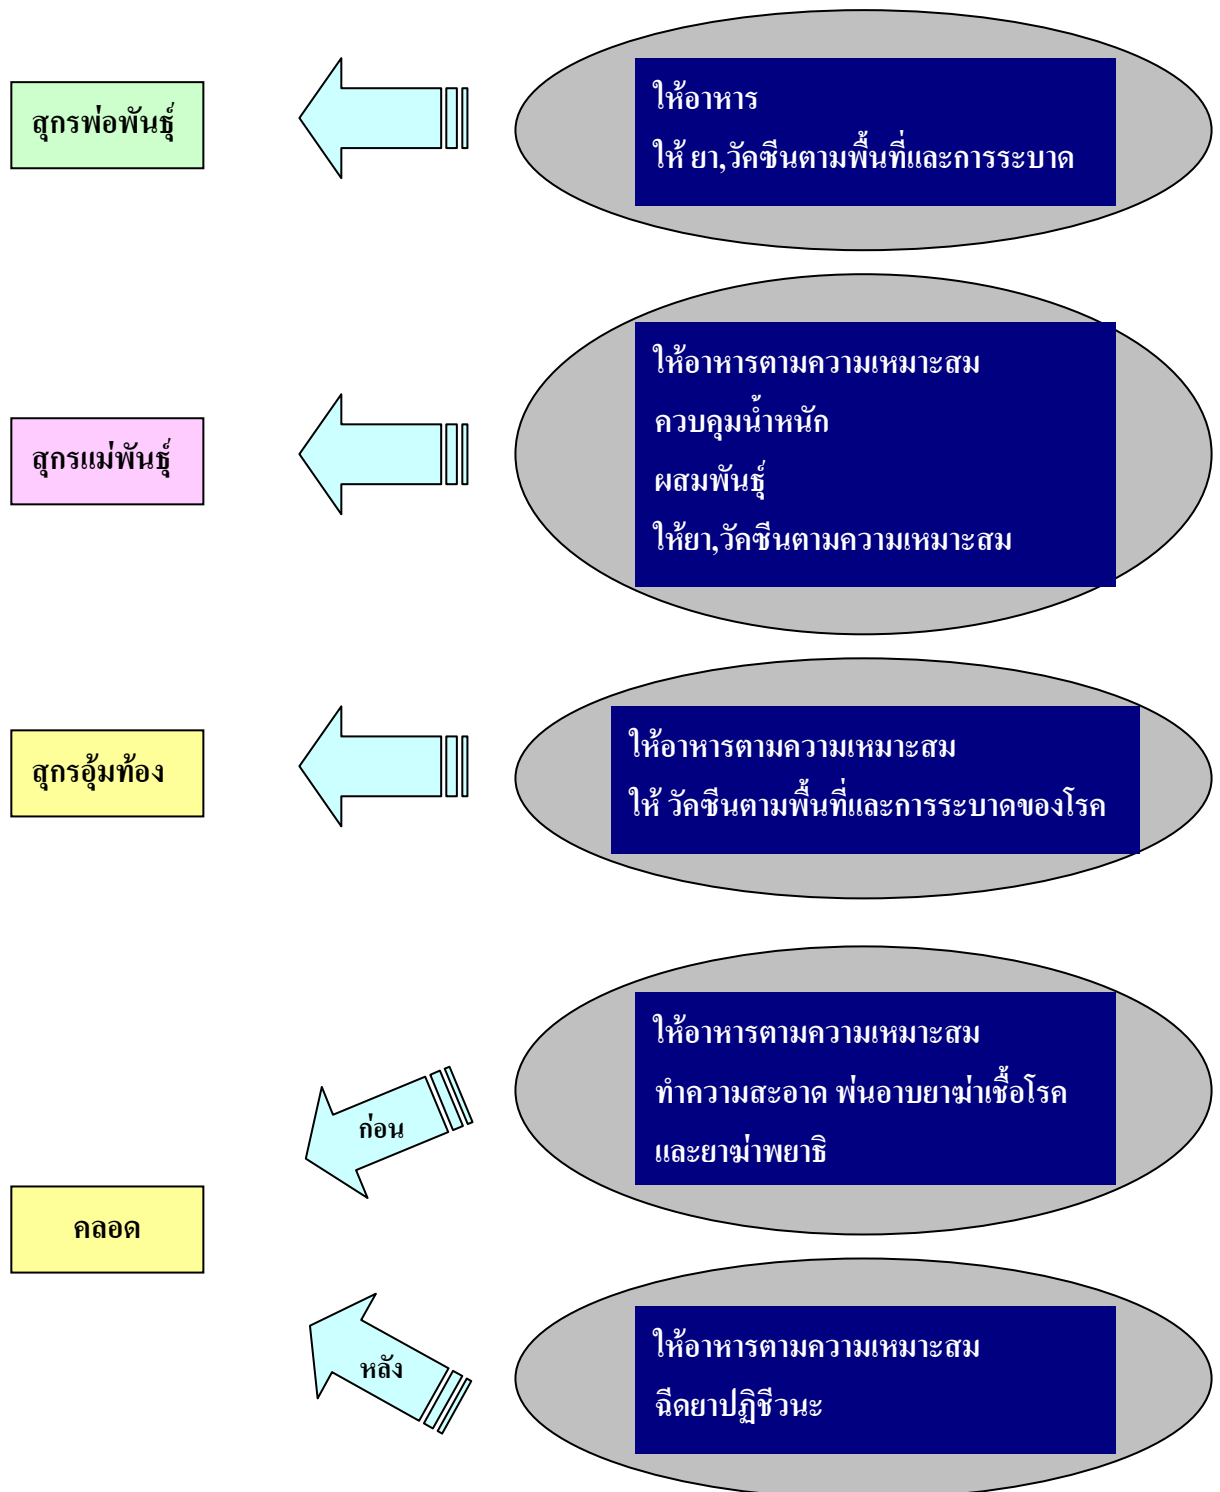 สุกรพ่อพันธุ์
ให้อาหาร
ให้ ยา,วัคซีนตามพื้นที่และการระบาด
สุกรแม่พันธุ์
ให้อาหารตามความเหมาะสม
ควบคุมน้ำหนัก
ผสมพันธุ์
ให้ยา,วัคซีนตามความเหมาะสม
สุกรอุ้มท้อง
ให้อาหารตามความเหมาะสม
ให้ วัคซีนตามพื้นที่และการระบาดของโรค
คลอด
ก่อน
ให้อาหารตามความเหมาะสม
ทำความสะอาด พ่นอาบยาฆ่าเชื้อโรค
และยาฆ่าพยาธิ
หลัง
ให้อาหารตามความเหมาะสม
ฉีดยาปฏิชีวนะ